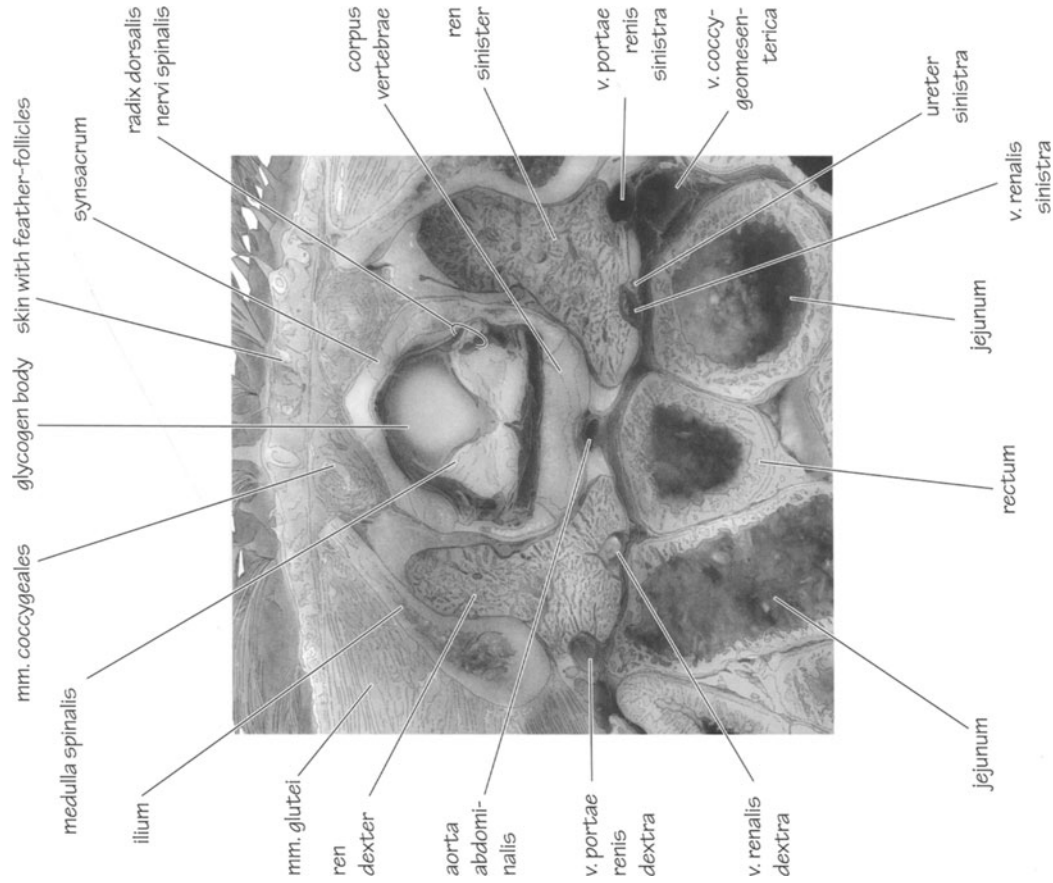 mm. coccygeales
glycogen body
skin with feather-follicles
medulla spinalis
synsacrum
ilium
radix dorsalis
nervi spinalis
mm. glutei
ren
dexter
corpus
vertebrae
aorta
abdomi-
nalis
ren
sinister
v. portae
renis
dextra
v. portae
renis
sinistra
v. coccy-
geomesen-
terica
v. renalis
dextra
ureter
sinistra
jejunum
rectum
jejunum
v. renalis
sinistra